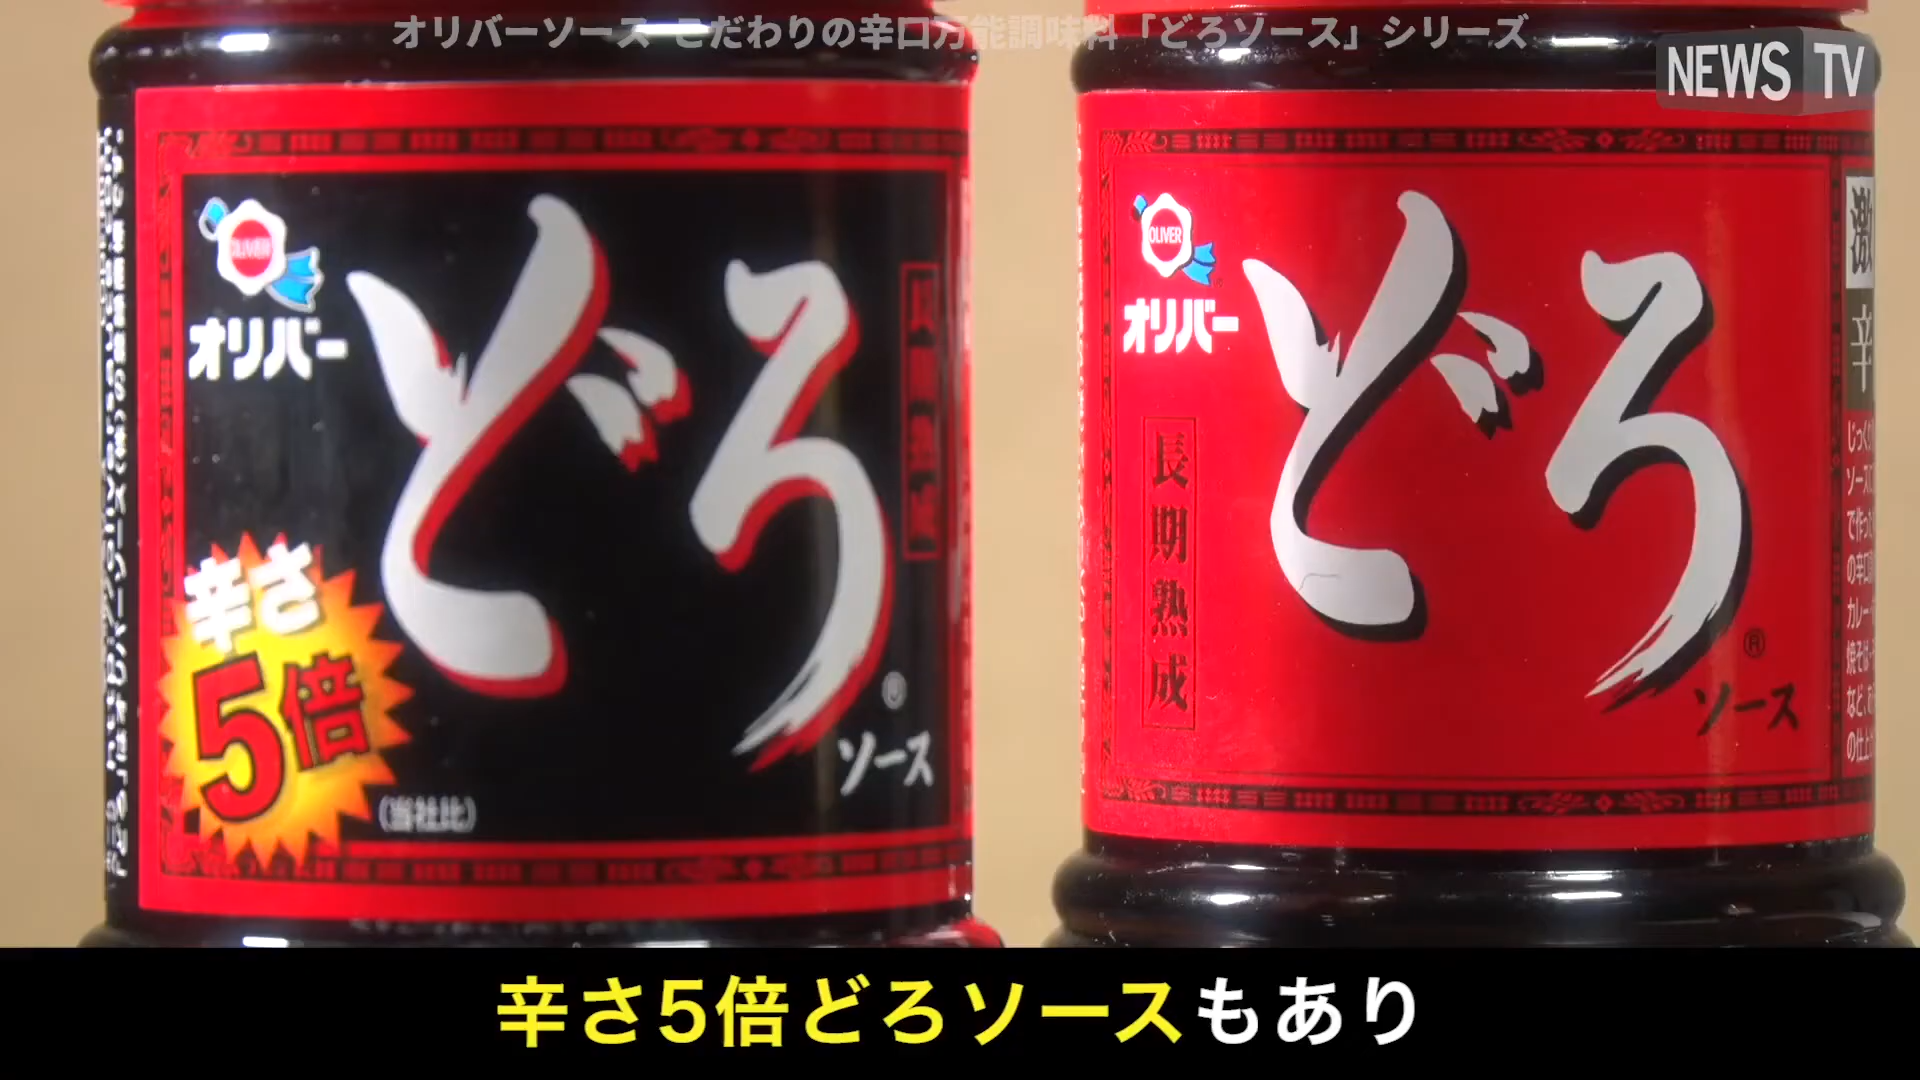 オリバーソース こだわりの辛口万能調味料「どろソース」シリーズ
NEWS TV
OLIVER
オリバー
どろ
ソース
長期熟成
辛さ
5倍
(当社比)
OLIVER
オリバー
どろ
®
ソース
長期熟成
激
辛
辛さ5倍どろソースもあり